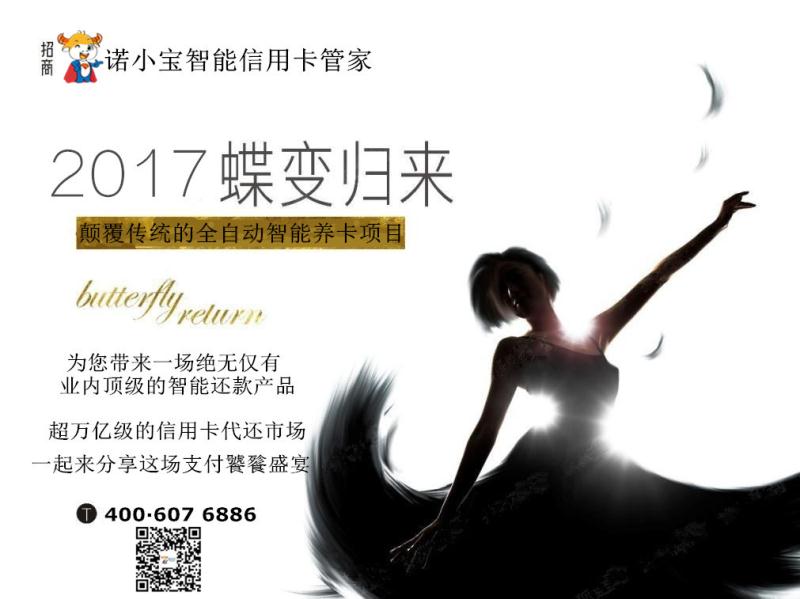 招商
诺小宝智能信用卡管家
2017蝶变归来
颠覆传统的全自动智能养卡项目
butterfly
return
为您带来一场绝无仅有
业内顶级的智能还款产品
超万亿级的信用卡代还市场
一起来分享这场支付饕餮盛宴
T 400·607 6886